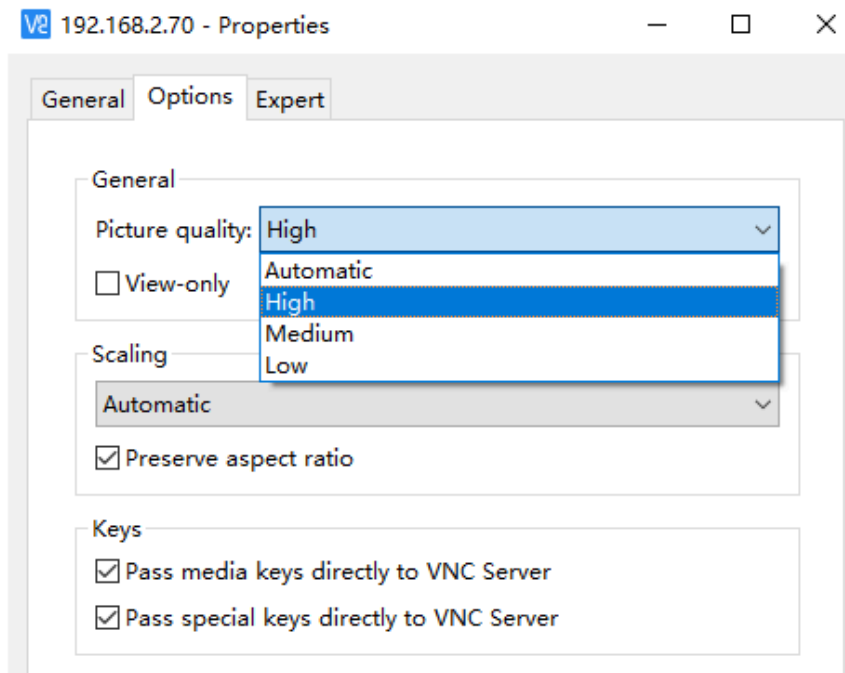 V2 192.168.2.70 - Properties
General Options Expert
General
Picture quality: High
Automatic
View-only
High
Medium
Scaling
Low
Automatic
Preserve aspect ratio
Keys
Pass media keys directly to VNC Server
Pass special keys directly to VNC Server